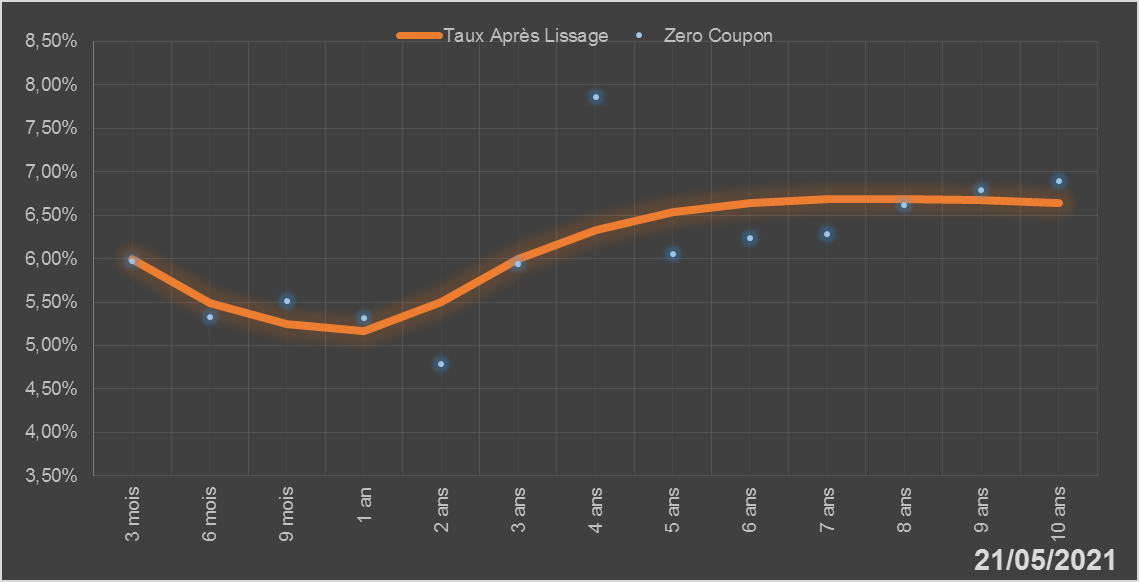 Taux Après Lissage Zero Coupon
8,50%
8,00%
7,50%
7,00%
6,50%
6,00%
5,50%
5,00%
4,50%
4,00%
3,50%
3 mois
6 mois
9 mois
1 an
2 ans
3 ans
4 ans
5 ans
6 ans
7 ans
8 ans
9 ans
10 ans
21/05/2021